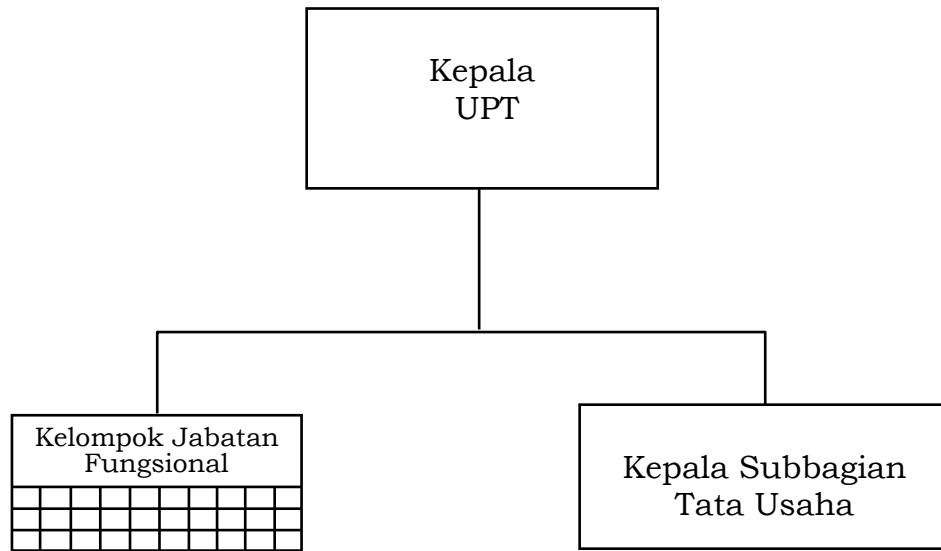 Kepala
UPT
Kelompok Jabatan
Fungsional
Kepala Subbagian
Tata Usaha